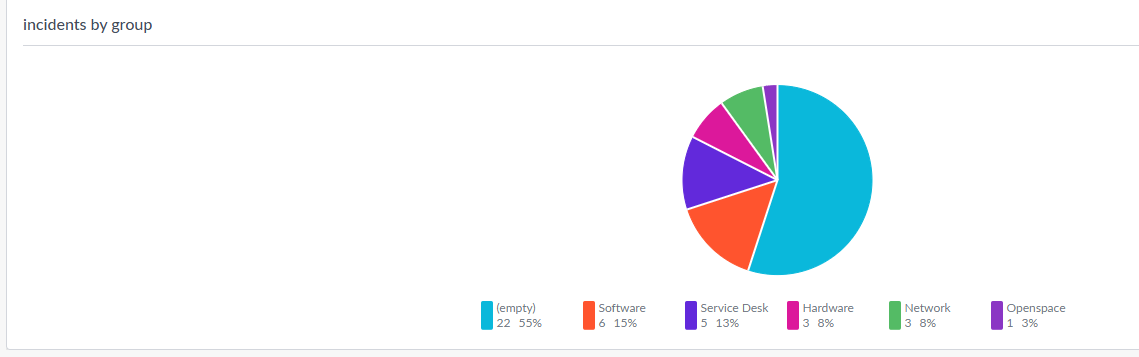 incidents by group
(empty)
22 55%
Software
6 15%
Service Desk
5 13%
Hardware
3 8%
Network
3 8%
Openspace
1 3%